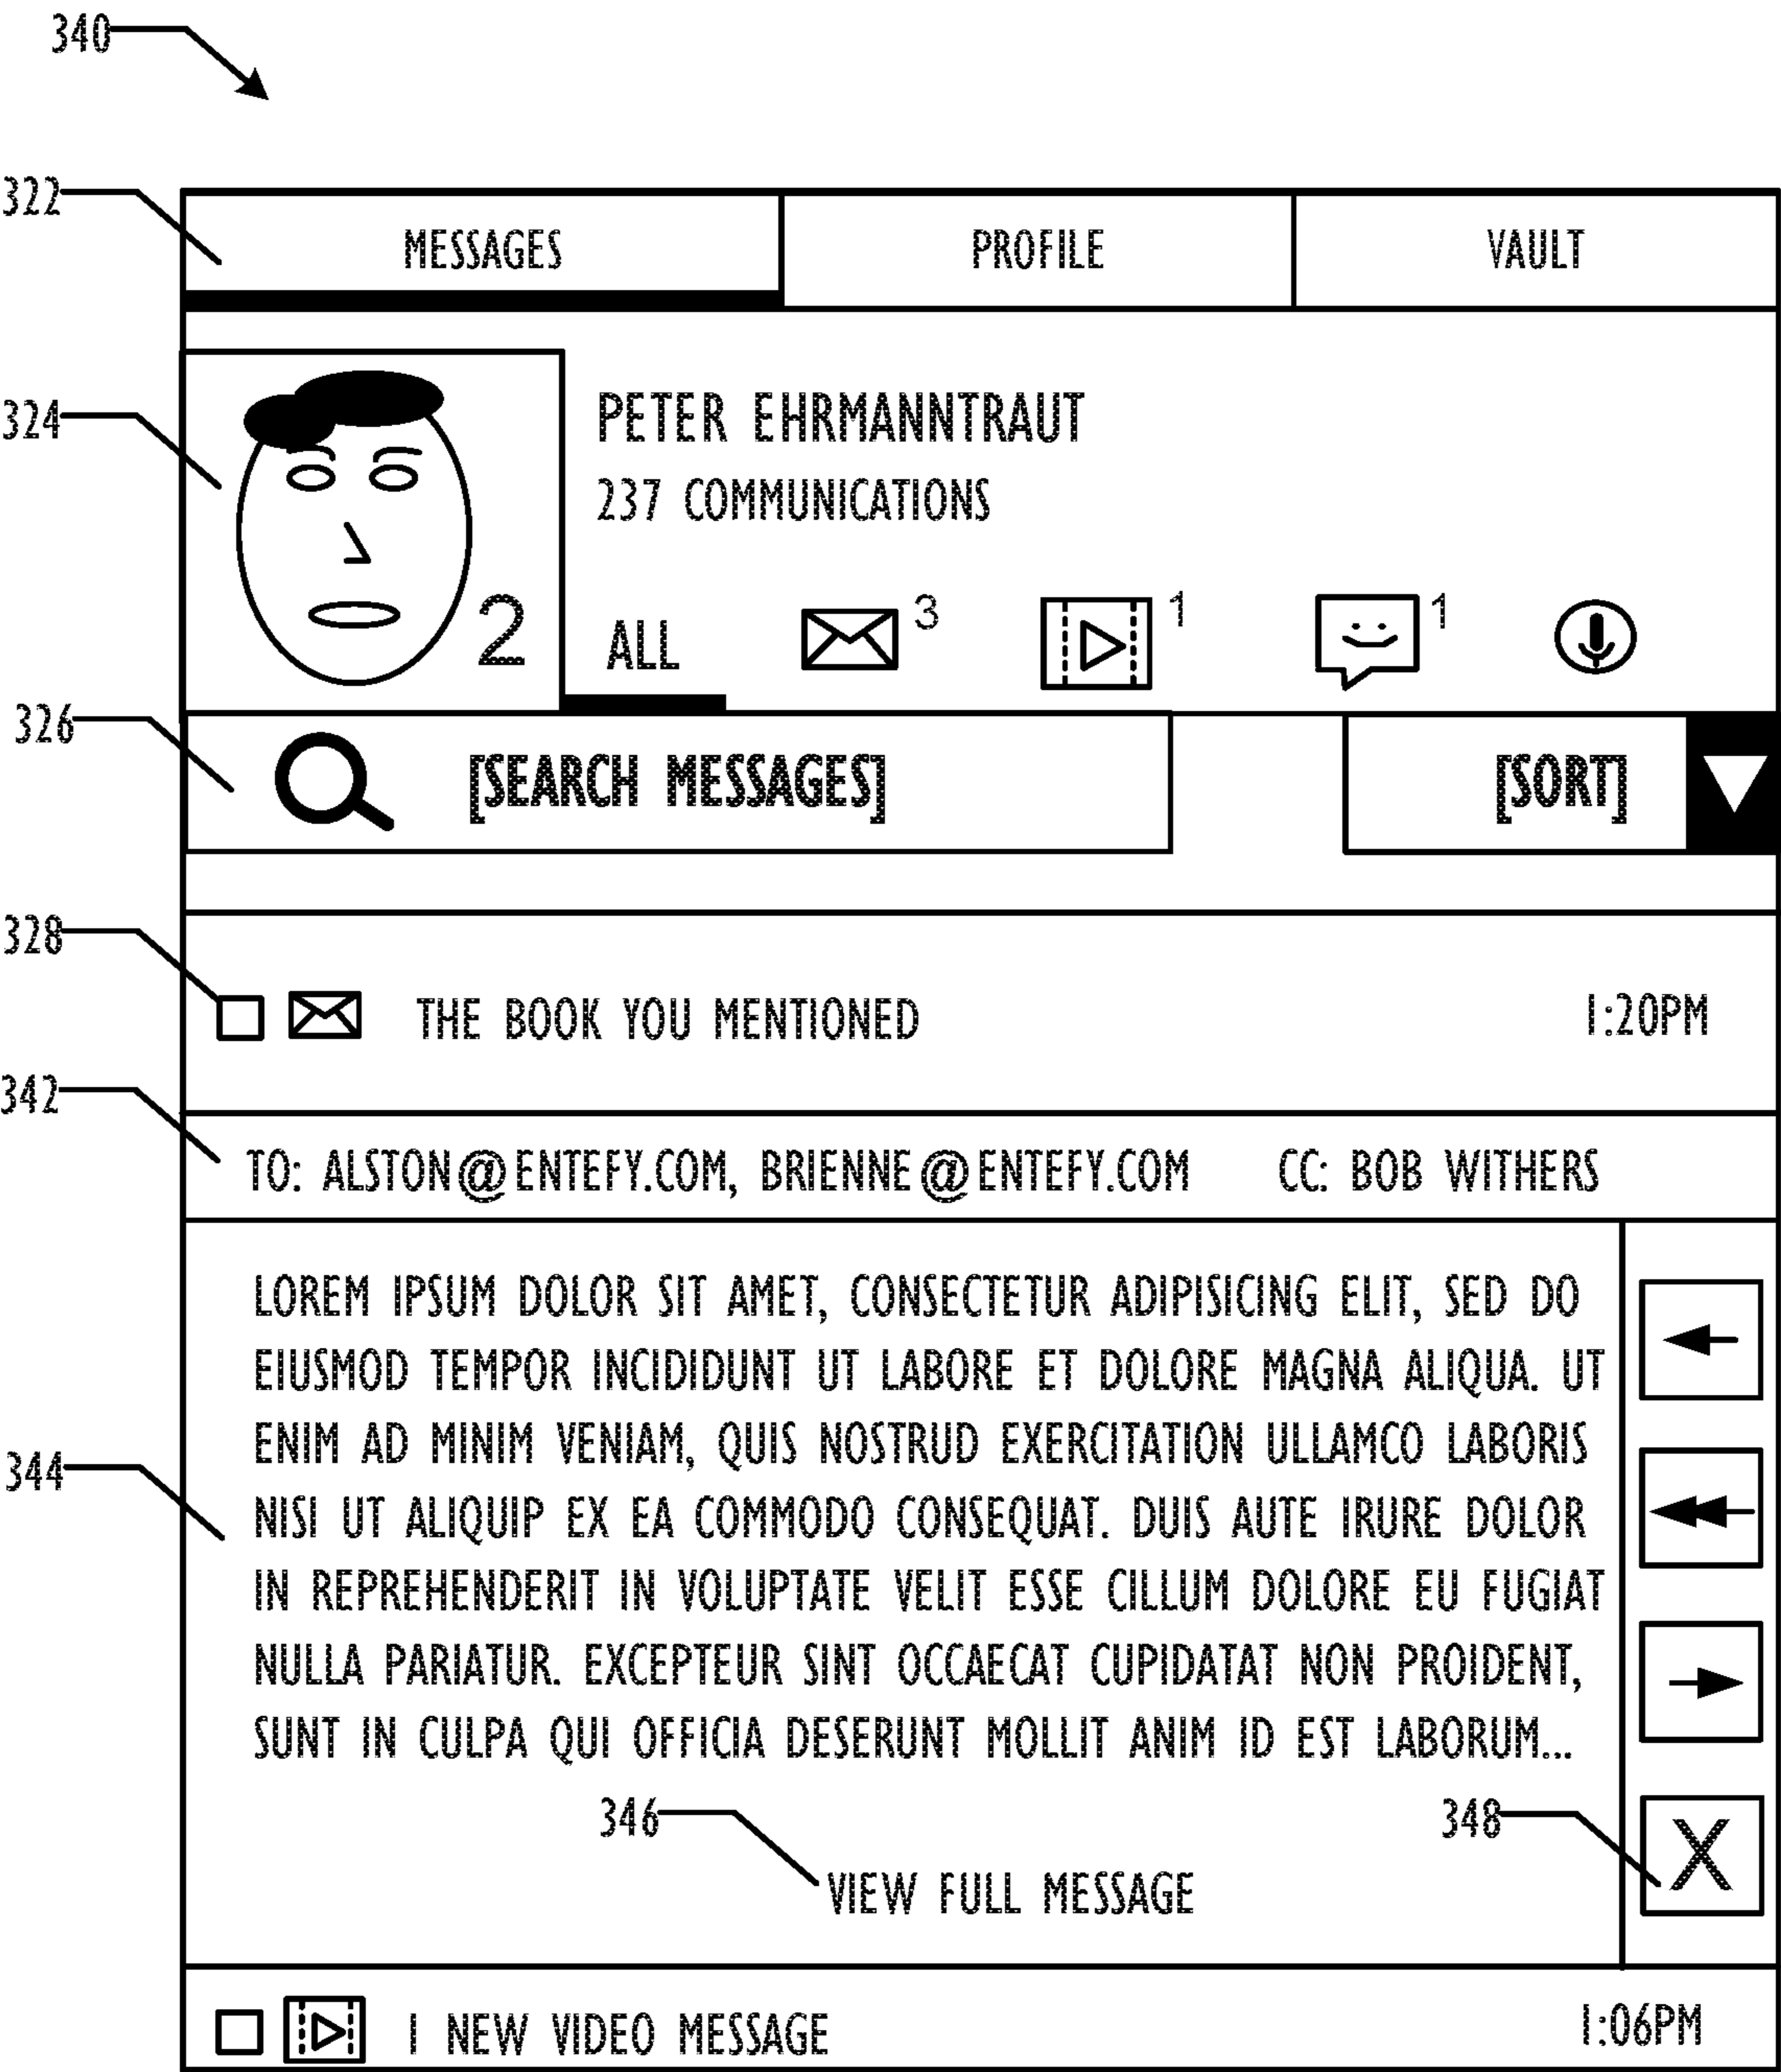 340
322
MESSAGES PROFILE VAULT
324
PETER EHRMANNTRAUT
237 COMMUNICATIONS
2 ALL 3 1 1
326
[SEARCH MESSAGES] [SORT]
328
THE BOOK YOU MENTIONED 1:20PM
342
TO: ALSTON@ENTEFY.COM, BRIENNE@ENTEFY.COM CC: BOB WITHERS
LOREM IPSUM DOLOR SIT AMET, CONSECTETUR ADIPISICING ELIT, SED DO
EIUSMOD TEMPOR INCIDIDUNT UT LABORE ET DOLORE MAGNA ALIQUA. UT
ENIM AD MINIM VENIAM, QUIS NOSTRUD EXERCITATION ULLAMCO LABORIS
344
NISI UT ALIQUIP EX EA COMMODO CONSEQUAT. DUIS AUTE IRURE DOLOR
IN REPREHENDERIT IN VOLUPTATE VELIT ESSE CILLUM DOLORE EU FUGIAT
NULLA PARIATUR. EXCEPTEUR SINT OCCAECAT CUPIDATAT NON PROIDENT,
SUNT IN CULPA QUI OFFICIA DESERUNT MOLLIT ANIM ID EST LABORUM...
346 348
X
VIEW FULL MESSAGE
1 NEW VIDEO MESSAGE 1:06PM